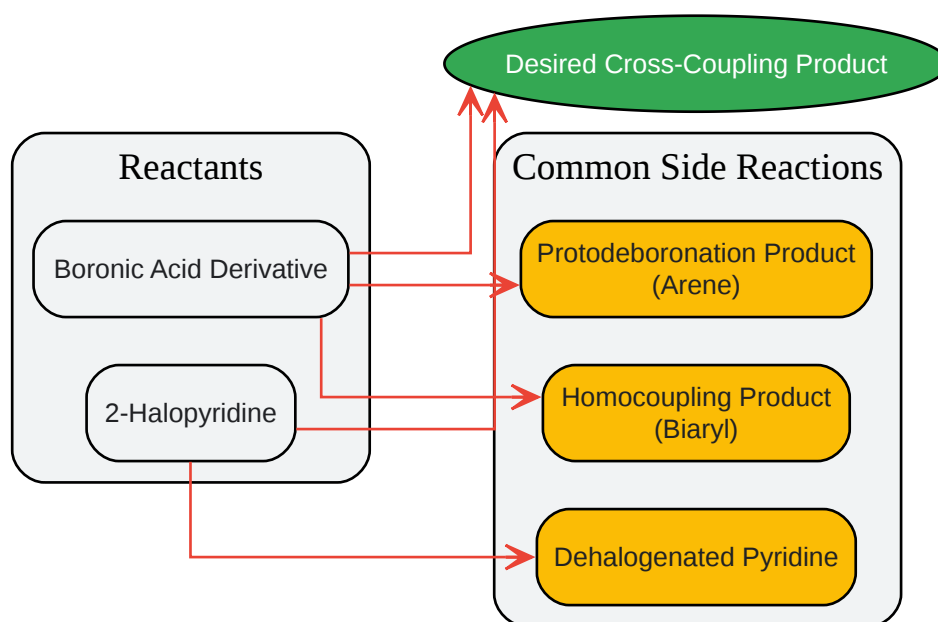 Desired Cross-Coupling Product
Reactants
Boronic Acid Derivative
2-Halopyridine
Common Side Reactions
Protodeboronation Product
(Arene)
Homocoupling Product
(Biaryl)
Dehalogenated Pyridine